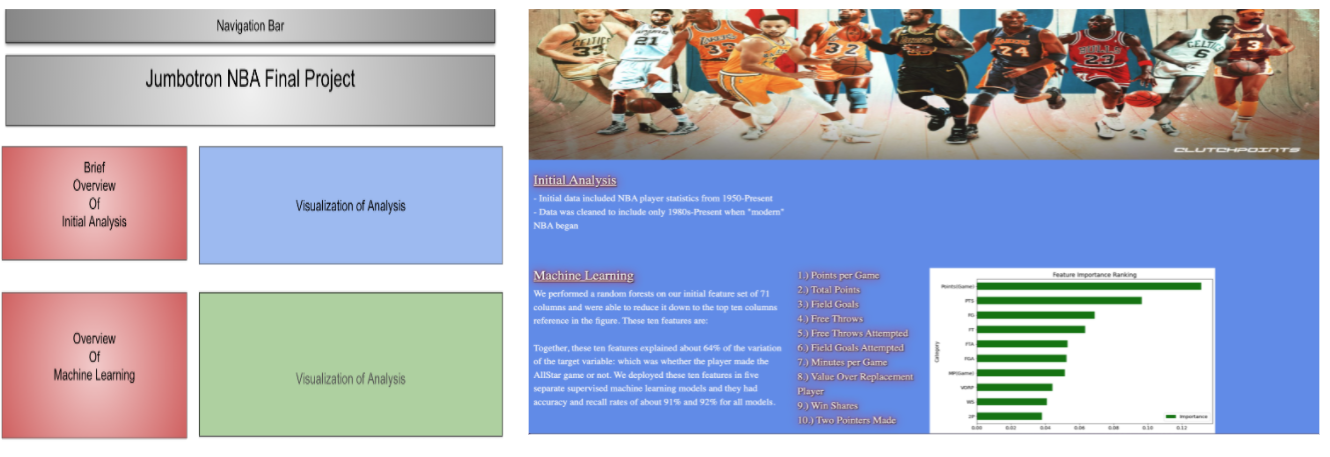 Navigation Bar
Jumbotron NBA Final Project
Brief
Overview
Of
Initial Analysis
Visualization of Analysis
Overview
Of
Machine Learning
Visualization of Analysis
CELTICS
33
21
33
32
24
BULLS
23
6
13
CLUTCHPOINTS
Initial Analysis
- Initial data included NBA player statistics from 1950-Present
- Data was cleaned to include only 1980s-Present when "modern"
NBA began
Machine Learning
We performed a random forests on our initial feature set of 71
columns and were able to reduce it down to the top ten columns
reference in the figure. These ten features are:
Together, these ten features explained about 64% of the variation
of the target variable: which was whether the player made the
AllStar game or not. We deployed these ten features in five
separate supervised machine learning models and they had
accuracy and recall rates of about 91% and 92% for all models.
1.) Points per Game
2.) Total Points
3.) Field Goals
4.) Free Throws
5.) Free Throws Attempted
6.) Field Goals Attempted
7.) Minutes per Game
8.) Value Over Replacement
Player
9.) Win Shares
10.) Two Pointers Made
Feature Importance Ranking
Category
Points(Game)
PTS
FG
FT
FTA
FGA
MP(Game)
VORP
WS
2P
Importance
0.00 0.02 0.04 0.06 0.08 0.10 0.12